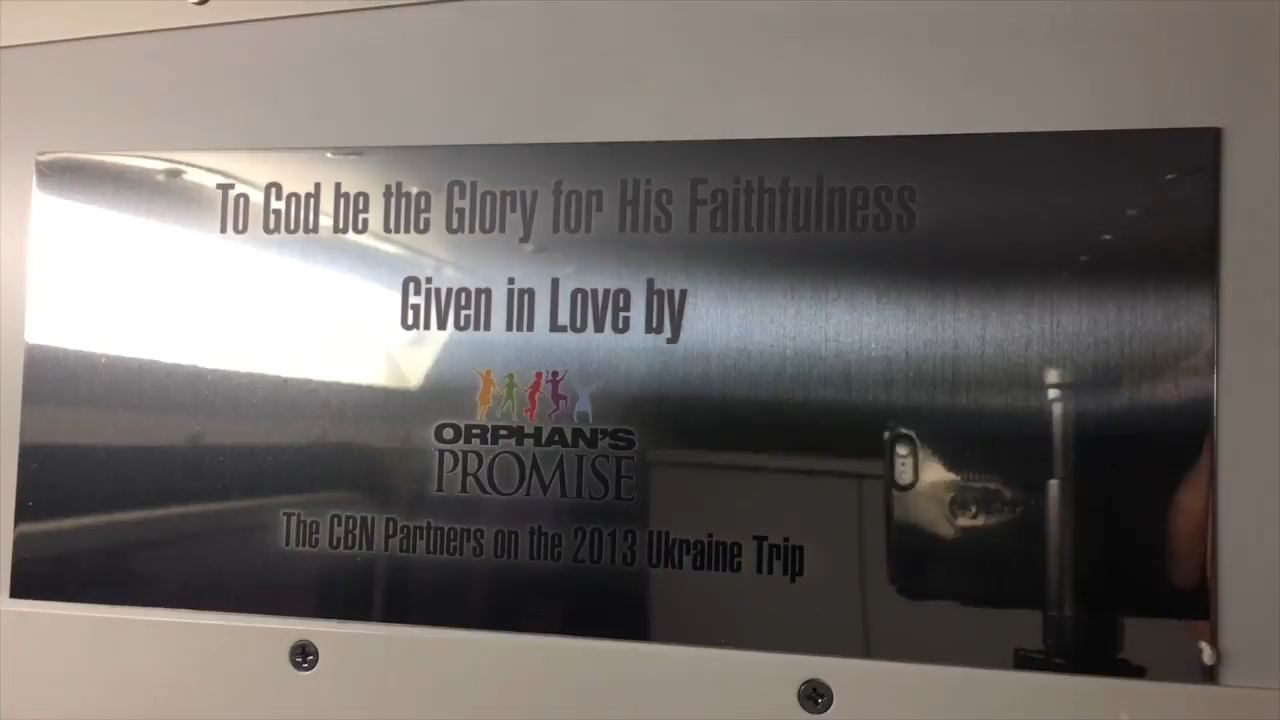 To God be the Glory for His Faithfulness
Given in Love by
ORPHAN'S
PROMISE
The CBN Partners on the 2013 Ukraine Trip